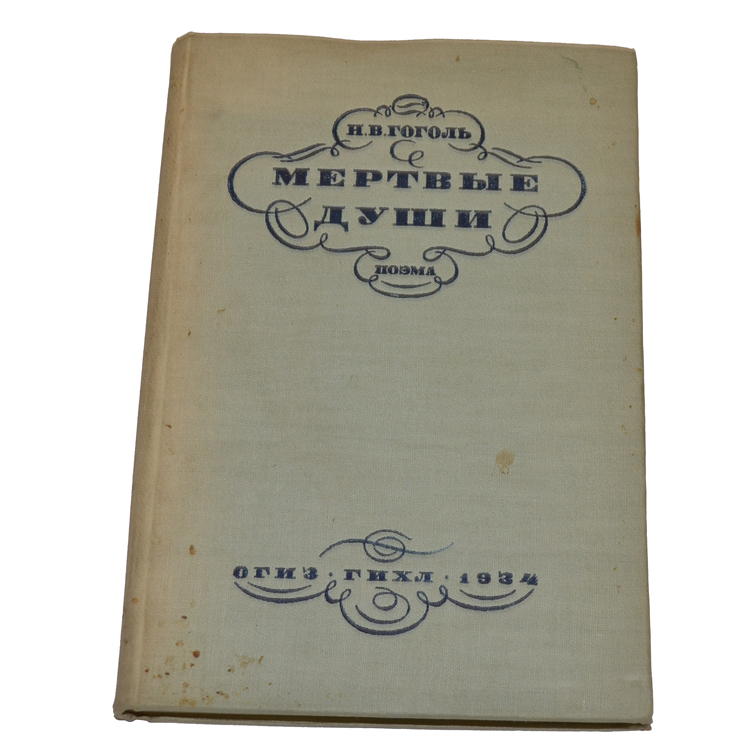 Н.В.ГОГОЛЬ
МЕРТВЫЕ
ДУШИ
ПОЭМА
ОГИЗ · ГИХЛ · 1934